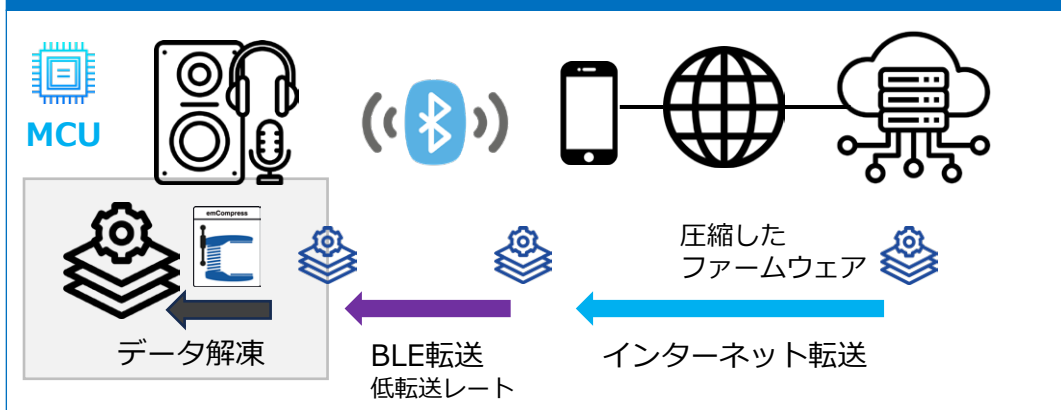 MCU
emCompress
圧縮した
ファームウェア
データ解凍
BLE転送
低転送レート
インターネット転送